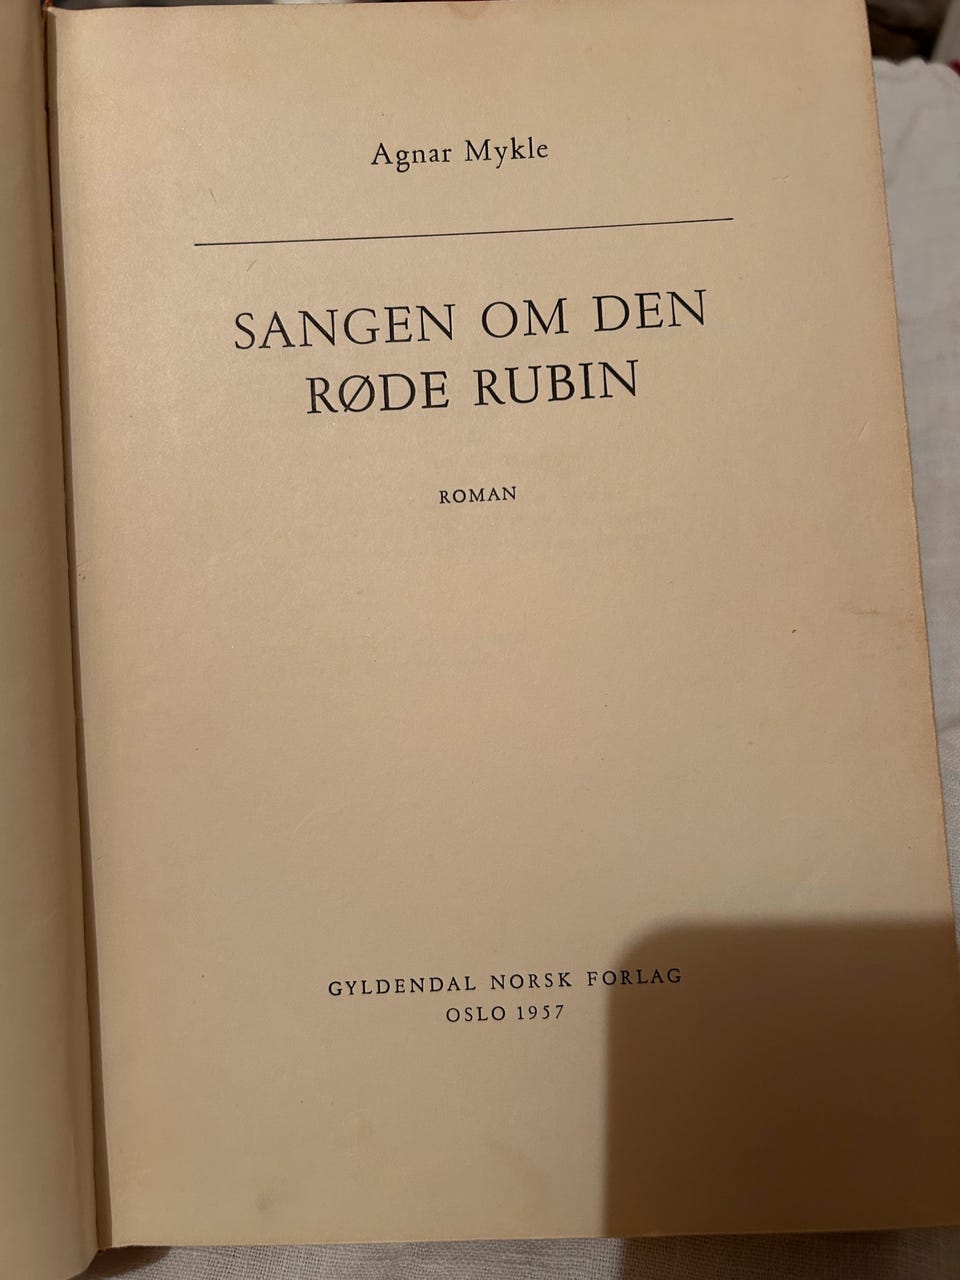 Agnar Mykle
SANGEN OM DEN
RØDE RUBIN
ROMAN
GYLDENDAL NORSK FORLAG
OSLO 1957